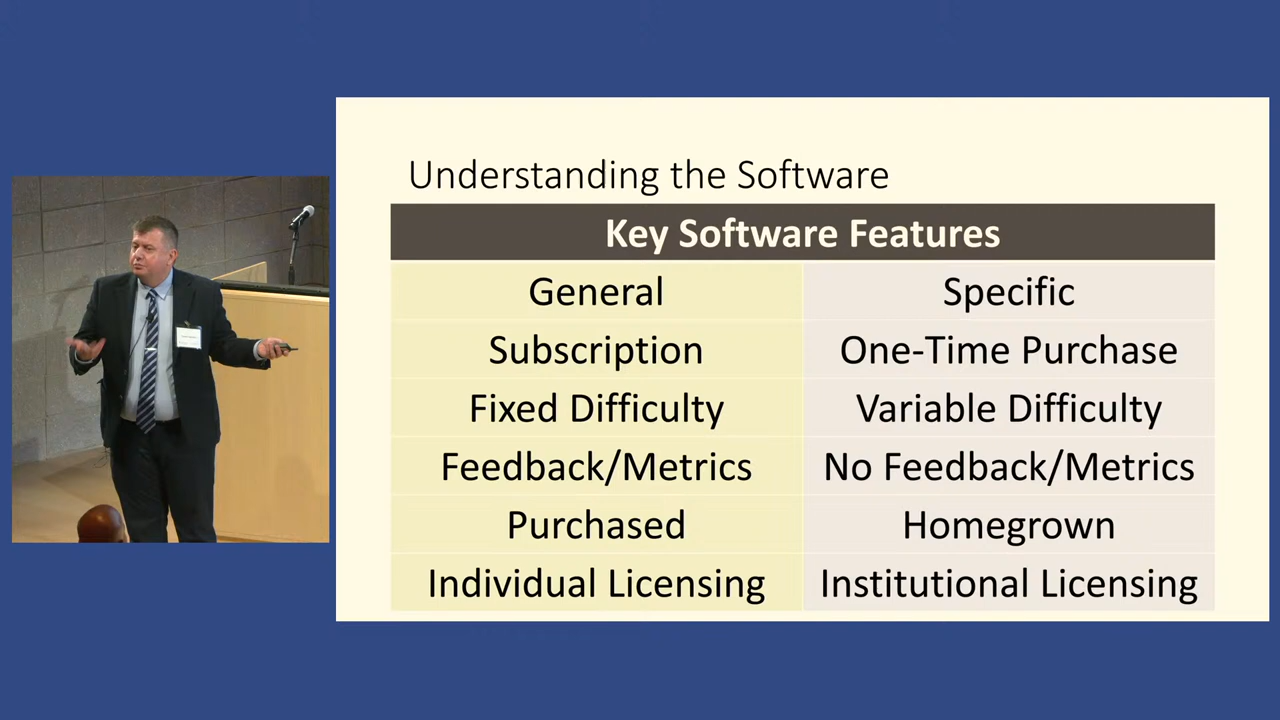 Understanding the Software
Key Software Features
General Specific
Subscription One-Time Purchase
Fixed Difficulty Variable Difficulty
Feedback/Metrics No Feedback/Metrics
Purchased Homegrown
Individual Licensing Institutional Licensing